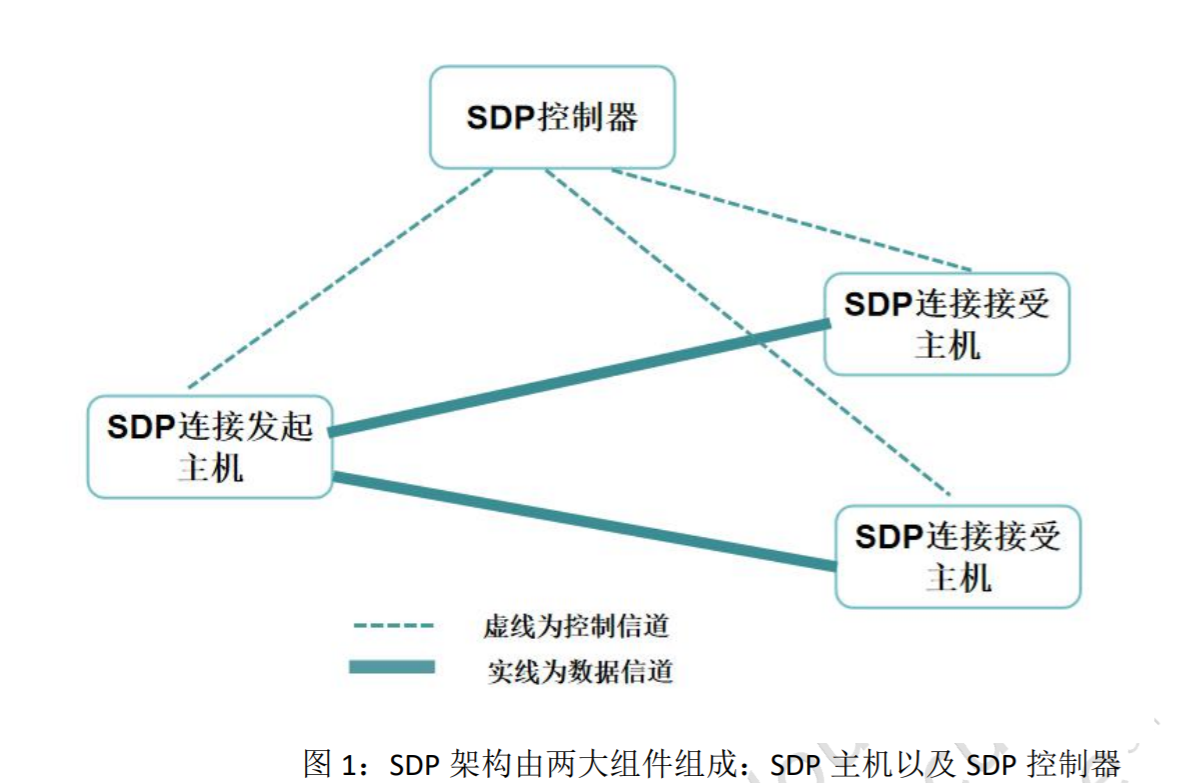 SDP控制器
SDP连接接受
主机
SDP连接发起
主机
SDP连接接受
主机
虚线为控制信道
实线为数据信道
图 1：SDP 架构由两大组件组成：SDP 主机以及 SDP 控制器